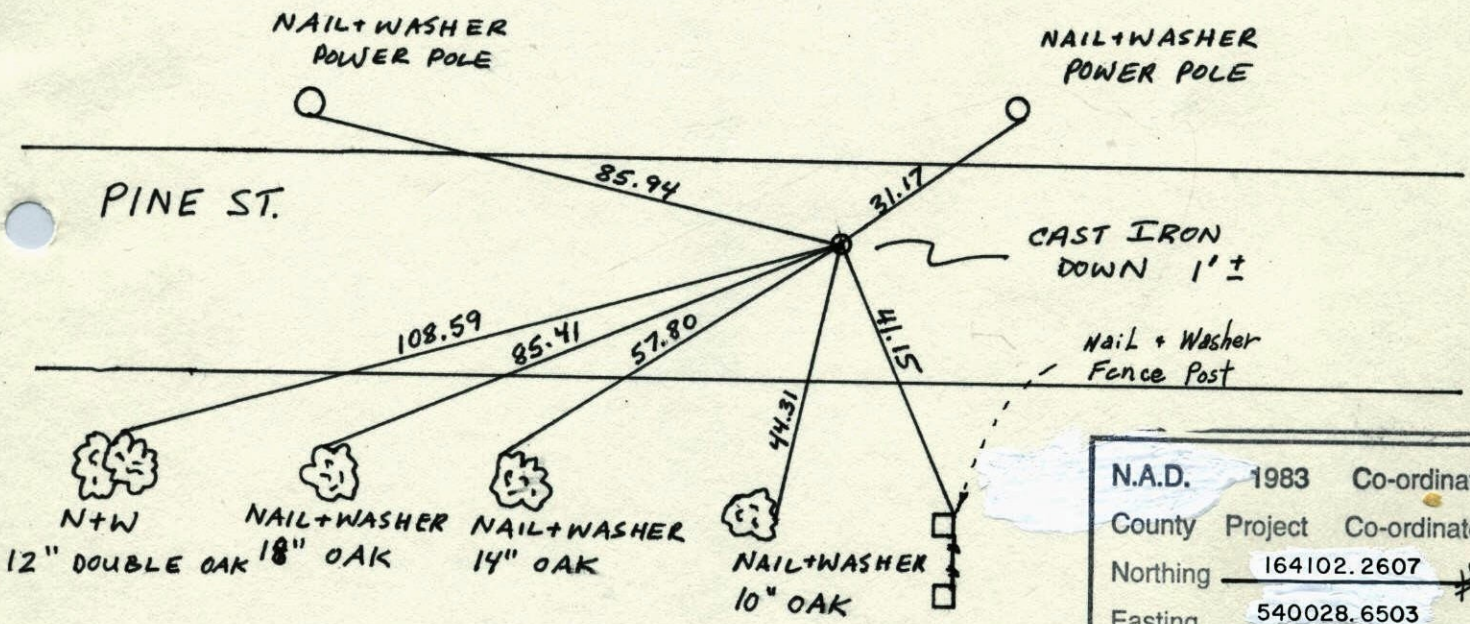 NAIL+WASHER
POWER POLE
NAIL+WASHER
POWER POLE
85.94
31.17
PINE ST.
CAST IRON
DOWN 1' ±
108.59
85.41
57.80
44.31
41.15
Nail + Washer
Fence Post
N+W
12" DOUBLE OAK
NAIL+WASHER
18" OAK
NAIL+WASHER
14" OAK
NAIL+WASHER
10" OAK
N.A.D. 1983 Co-ordinat
County Project Co-ordinat
Northing 164102.2607
Easting 540028.6503